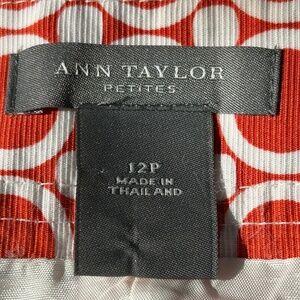 ANN TAYLOR
PETITES
12P
MADE IN
THAILAND